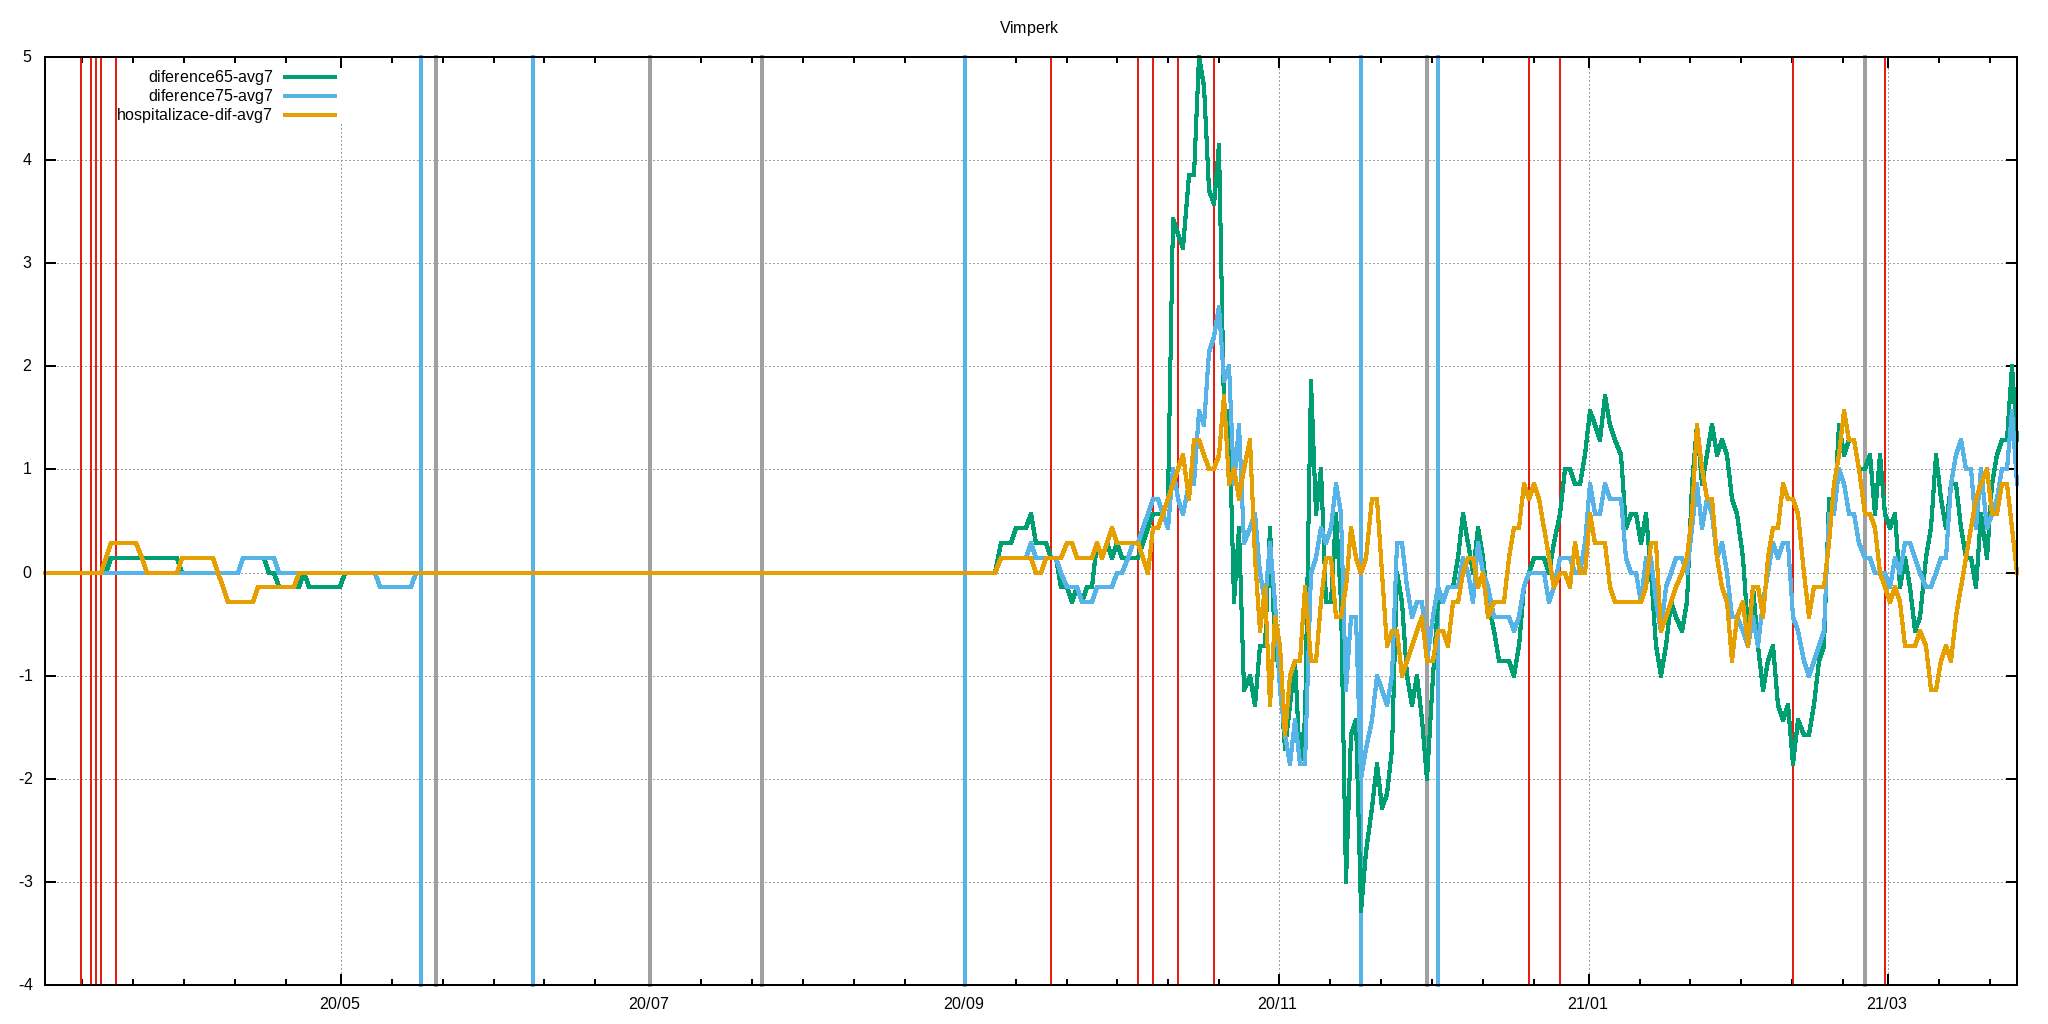 Vimperk
diference65-avg7
diference75-avg7
hospitalizace-dif-avg7
5
4
3
2
1
0
-1
-2
-3
-4
20/05 20/07 20/09 20/11 21/01 21/03